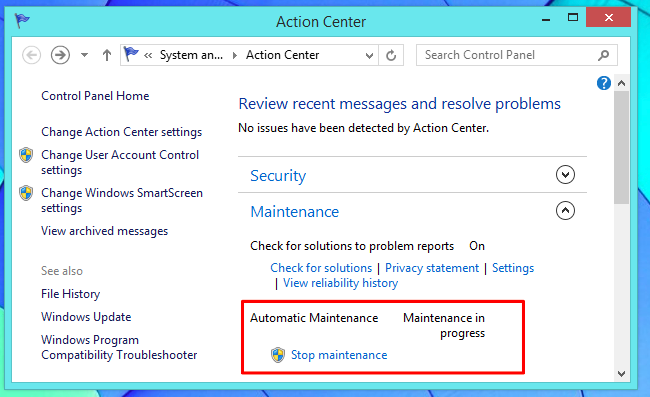 Action Center
« System an... Action Center
Search Control Panel
Control Panel Home
Change Action Center settings
Change User Account Control
settings
Change Windows SmartScreen
settings
View archived messages
See also
File History
Windows Update
Windows Program
Compatibility Troubleshooter
?
Review recent messages and resolve problems
No issues have been detected by Action Center.
Security
Maintenance
Check for solutions to problem reports On
Check for solutions | Privacy statement | Settings
| View reliability history
Automatic Maintenance Maintenance in
progress
Stop maintenance